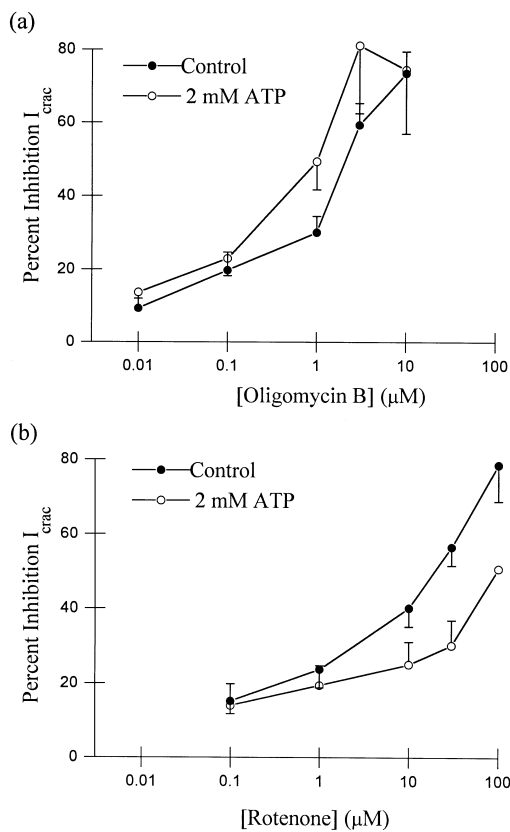 (a)
80
60
40
20
0
Percent Inhibition I crac
Control
2 mM ATP
0.01 0.1 1 10 100
[Oligomycin B] (μM)
(b)
80
60
40
20
0
Percent Inhibition I crac
Control
2 mM ATP
0.01 0.1 1 10 100
[Rotenone] (μM)